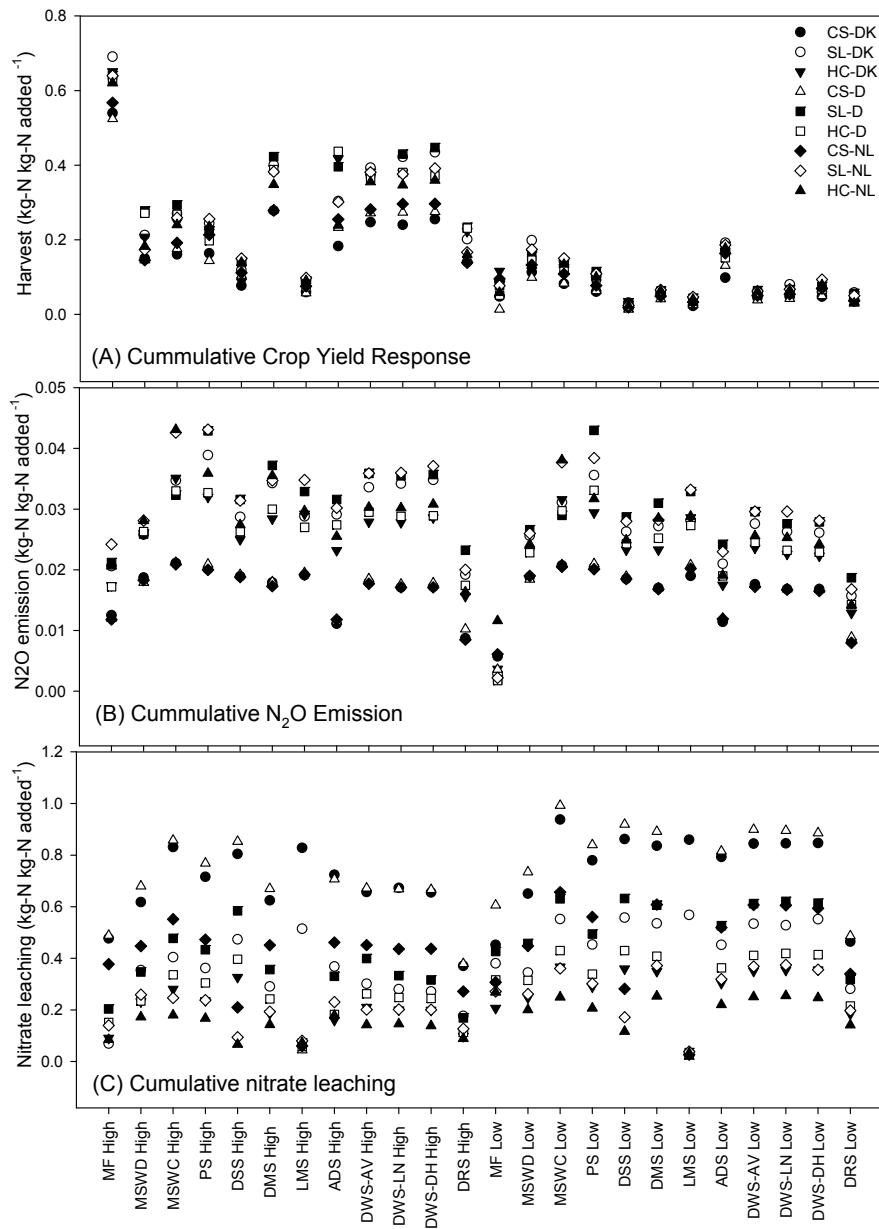 0.8
0.6
0.4
0.2
0.0
Harvest (kg-N kg-N added -1)
CS-DK
SL-DK
HC-DK
CS-D
SL-D
HC-D
CS-NL
SL-NL
HC-NL
(A) Cummulative Crop Yield Response
0.05
0.04
0.03
0.02
0.01
0.00
N2O emission (kg-N kg-N added-1)
(B) Cummulative N2O Emission
1.2
1.0
0.8
0.6
0.4
0.2
0.0
Nitrate leaching (kg-N kg-N added-1)
(C) Cumulative nitrate leaching
MF High
MSWD High
MSWC High
PS High
DSS High
DMS High
LMS High
ADS High
DWS-AV High
DWS-LN High
DWS-DH High
DRS High
MF Low
MSWD Low
MSWC Low
PS Low
DSS Low
DMS Low
LMS Low
ADS Low
DWS-AV Low
DWS-LN Low
DWS-DH Low
DRS Low